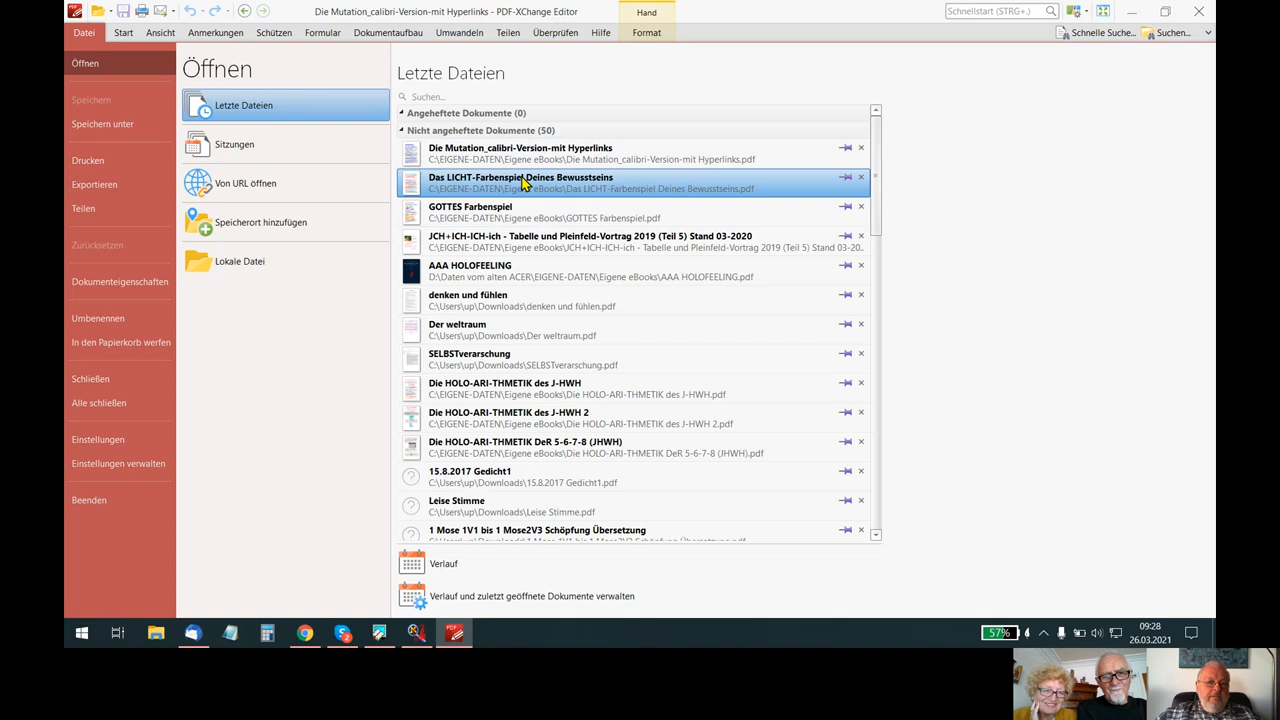 Die Mutation_calibri-Version-mit Hyperlinks - PDF-XChange Editor
Hand
Schnellstart (STRG+.)
Datei
Start
Ansicht
Anmerkungen
Schützen
Formular
Dokumentaufbau
Umwandeln
Teilen
Überprüfen
Hilfe
Format
Schnelle Suche...
Suchen...
Öffnen
Speichern
Speichern unter
Drucken
Exportieren
Teilen
Zurücksetzen
Dokumenteigenschaften
Umbenennen
In den Papierkorb werfen
Schließen
Alle schließen
Einstellungen
Einstellungen verwalten
Beenden
Öffnen
Letzte Dateien
Sitzungen
Von URL öffnen
Speicherort hinzufügen
Lokale Datei
Letzte Dateien
Suchen...
Angeheftete Dokumente (0)
Nicht angeheftete Dokumente (50)
Die Mutation_calibri-Version-mit Hyperlinks
C:\EIGENE-DATEN\Eigene eBooks\Die Mutation_calibri-Version-mit Hyperlinks.pdf
Das LICHT-Farbenspiel Deines Bewusstseins
C:\EIGENE-DATEN\Eigene eBooks\Das LICHT-Farbenspiel Deines Bewusstseins.pdf
GOTTES Farbenspiel
C:\EIGENE-DATEN\Eigene eBooks\GOTTES Farbenspiel.pdf
JCH+ICH-ICH-ich - Tabelle und Pleinfeld-Vortrag 2019 (Teil 5) Stand 03-2020
C:\EIGENE-DATEN\Eigene eBooks\JCH+ICH-ICH-ich - Tabelle und Pleinfeld-Vortrag 2019 (Teil 5) Stand 03-20...
AAA HOLOFEELING
D:\Daten vom alten ACER\EIGENE-DATEN\Eigene eBooks\AAA HOLOFEELING.pdf
denken und fühlen
C:\Users\up\Downloads\denken und fühlen.pdf
Der weltraum
C:\Users\up\Downloads\Der weltraum.pdf
SELBSTverarschung
C:\Users\up\Downloads\SELBSTverarschung.pdf
Die HOLO-ARI-THMETIK des J-HWH
C:\EIGENE-DATEN\Eigene eBooks\Die HOLO-ARI-THMETIK des J-HWH.pdf
Die HOLO-ARI-THMETIK des J-HWH 2
C:\EIGENE-DATEN\Eigene eBooks\Die HOLO-ARI-THMETIK des J-HWH 2.pdf
Die HOLO-ARI-THMETIK DeR 5-6-7-8 (JHWH)
C:\EIGENE-DATEN\Eigene eBooks\Die HOLO-ARI-THMETIK DeR 5-6-7-8 (JHWH).pdf
15.8.2017 Gedicht1
C:\Users\up\Downloads\15.8.2017 Gedicht1.pdf
Leise Stimme
C:\Users\up\Downloads\Leise Stimme.pdf
1 Mose 1V1 bis 1 Mose2V3 Schöpfung Übersetzung
Verlauf
Verlauf und zuletzt geöffnete Dokumente verwalten
57%
09:28
26.03.2021